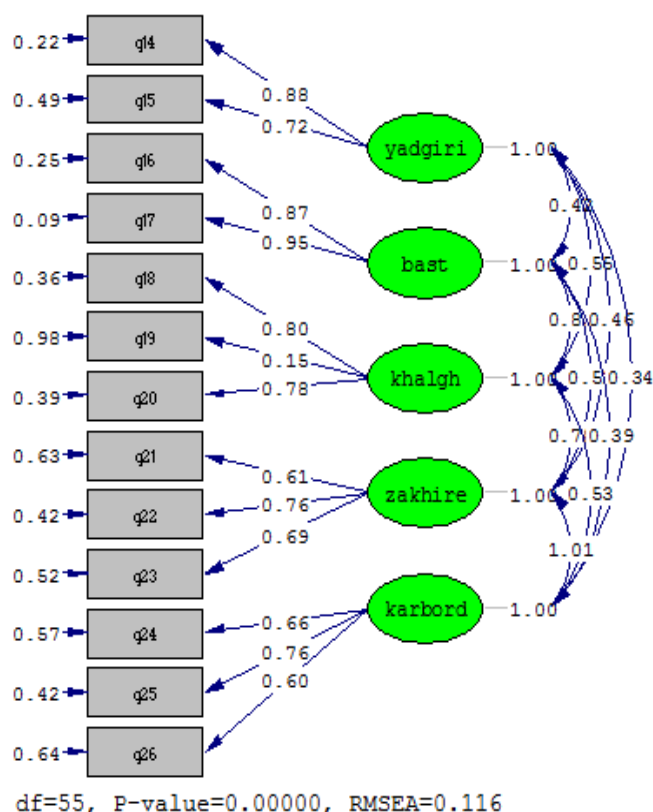 0.22 q14
0.88
0.49 q15
0.72
yadgiri 1.00
0.25 q16
0.87
0.09 q17
0.95
0.42
bast 1.00 0.55
0.36 q18
0.80
0.98 q19
0.15
0.46
khalgh 1.00 0.34
0.39 q20
0.78
0.63 q21
0.61
0.39
zakhire 1.00 0.53
0.42 q22
0.76
0.52 q23
0.69
1.01
karbord 1.00
0.57 q24
0.66
0.42 q25
0.76
0.60
0.64 q26
df=55, P-value=0.00000, RMSEA=0.116